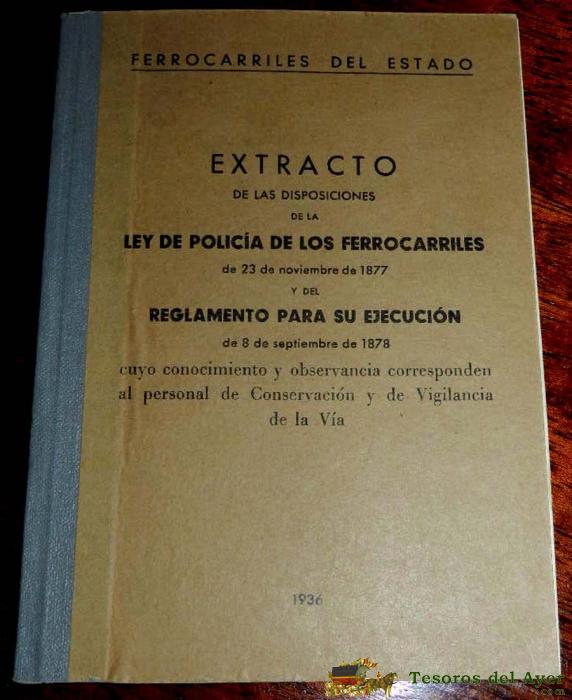 FERROCARRILES DEL ESTADO
EXTRACTO
DE LAS DISPOSICIONES
DE LA
LEY DE POLICÍA DE LOS FERROCARRILES
de 23 de noviembre de 1877
Y DEL
REGLAMENTO PARA SU EJECUCIÓN
de 8 de septiembre de 1878
cuyo conocimiento y observancia corresponden
al personal de Conservación y de Vigilancia
de la Vía
1936
Tesoros del Ayer
.com